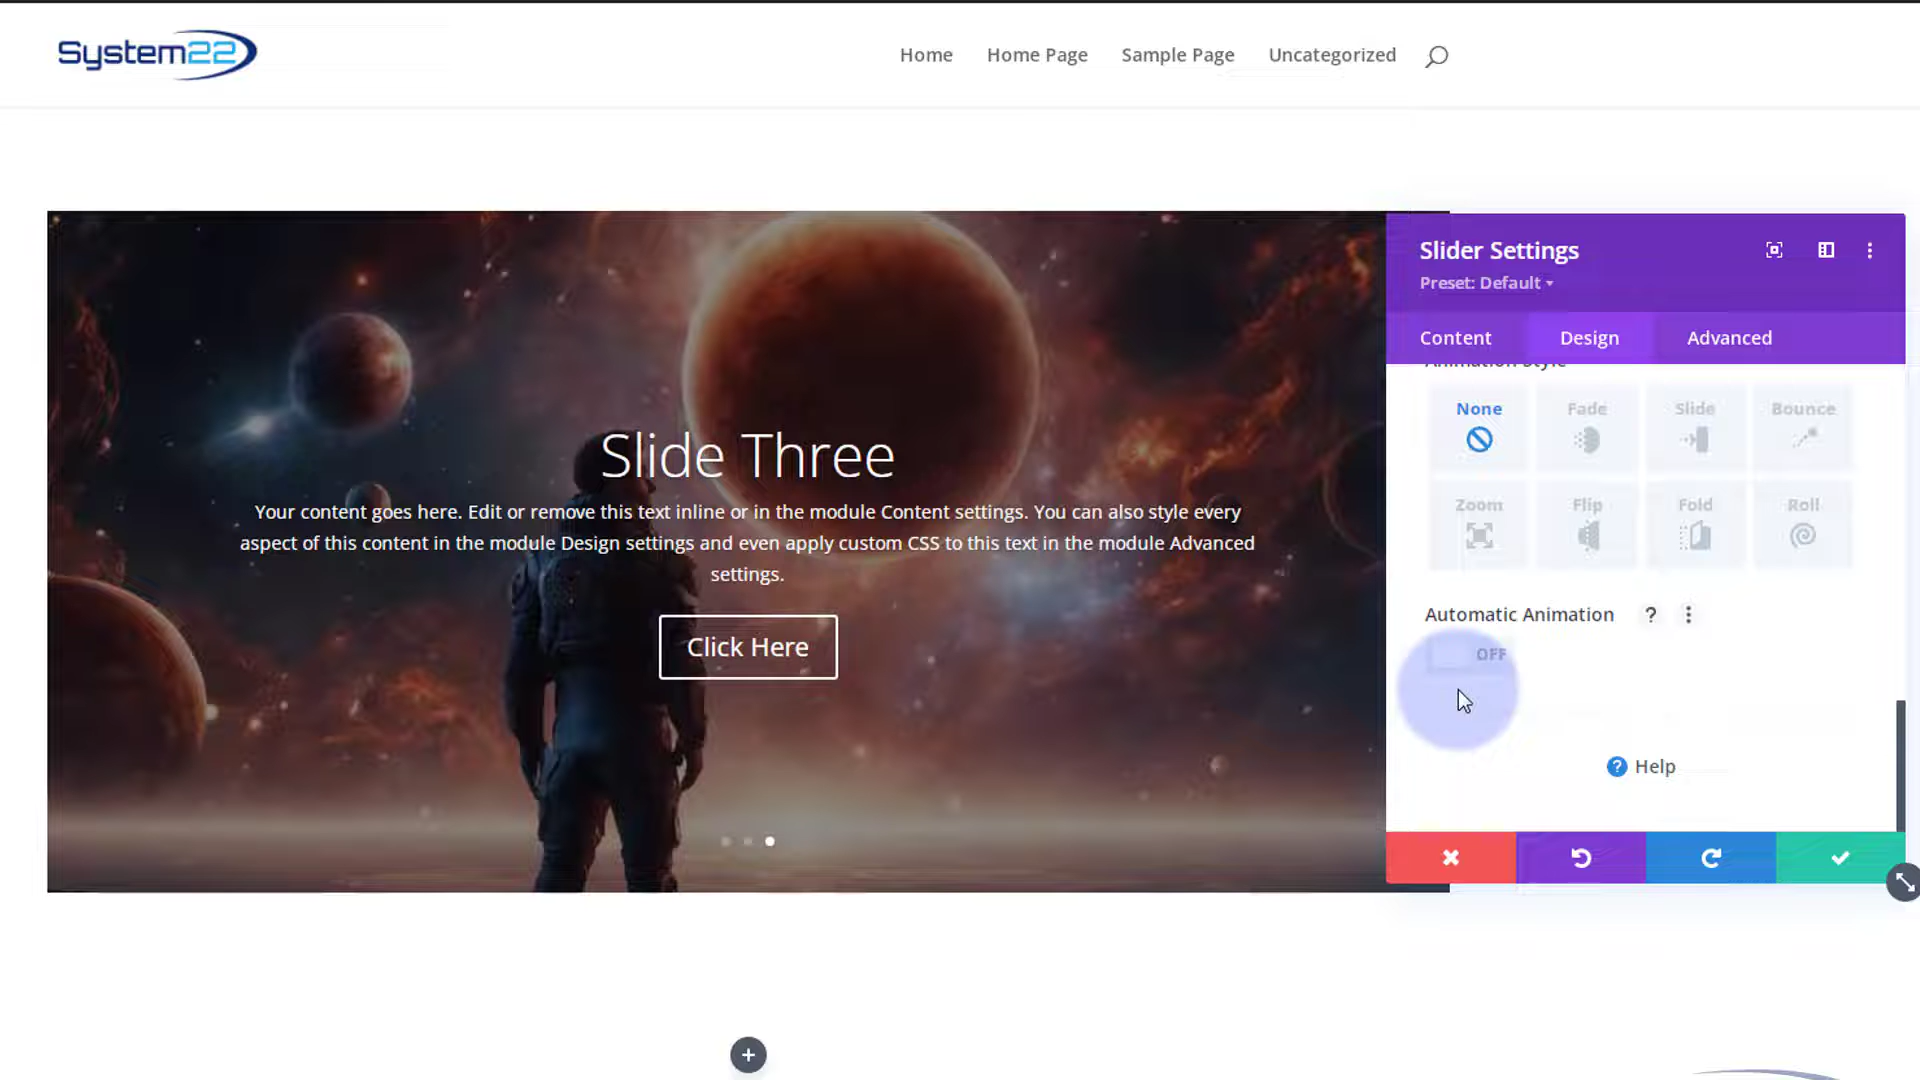 System22
Home Home Page Sample Page Uncategorized
Slider Settings
Preset: Default
Content Design Advanced
Animation Style
None Fade Slide Bounce
Zoom Flip Fold Roll
Slide Three
Your content goes here. Edit or remove this text inline or in the module Content settings. You can also style every
aspect of this content in the module Design settings and even apply custom CSS to this text in the module Advanced
settings.
Click Here
Automatic Animation ?
OFF
? Help